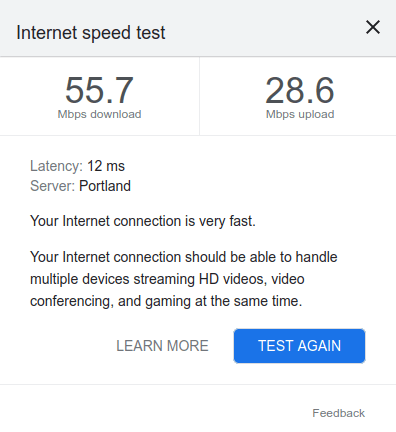 Internet speed test
55.7
Mbps download
28.6
Mbps upload
Latency: 12 ms
Server: Portland
Your Internet connection is very fast.
Your Internet connection should be able to handle
multiple devices streaming HD videos, video
conferencing, and gaming at the same time.
LEARN MORE
TEST AGAIN
Feedback